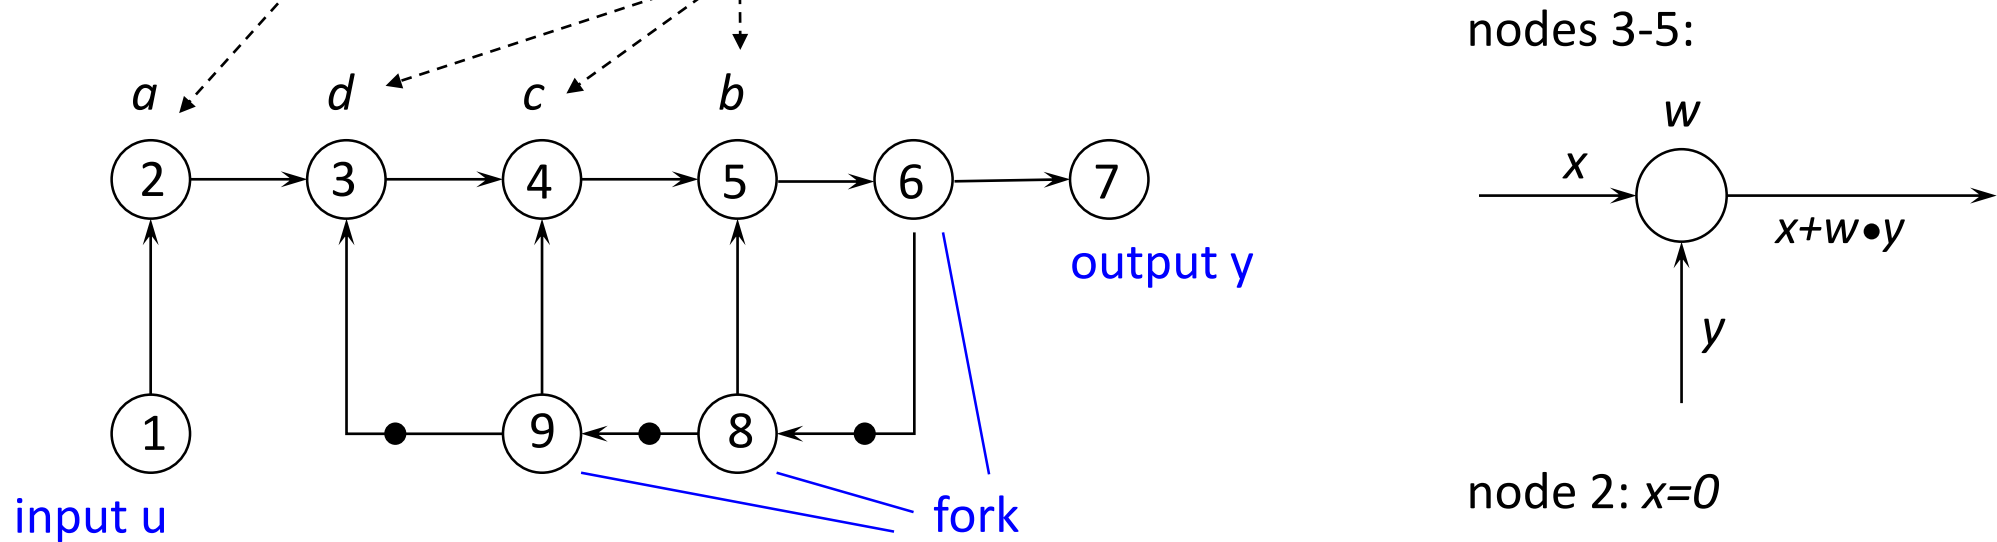 nodes 3-5:
a d c b
w
2 3 4 5 6 7
x
x+w•y
output y
y
1 9 8
input u
fork
node 2: x=0